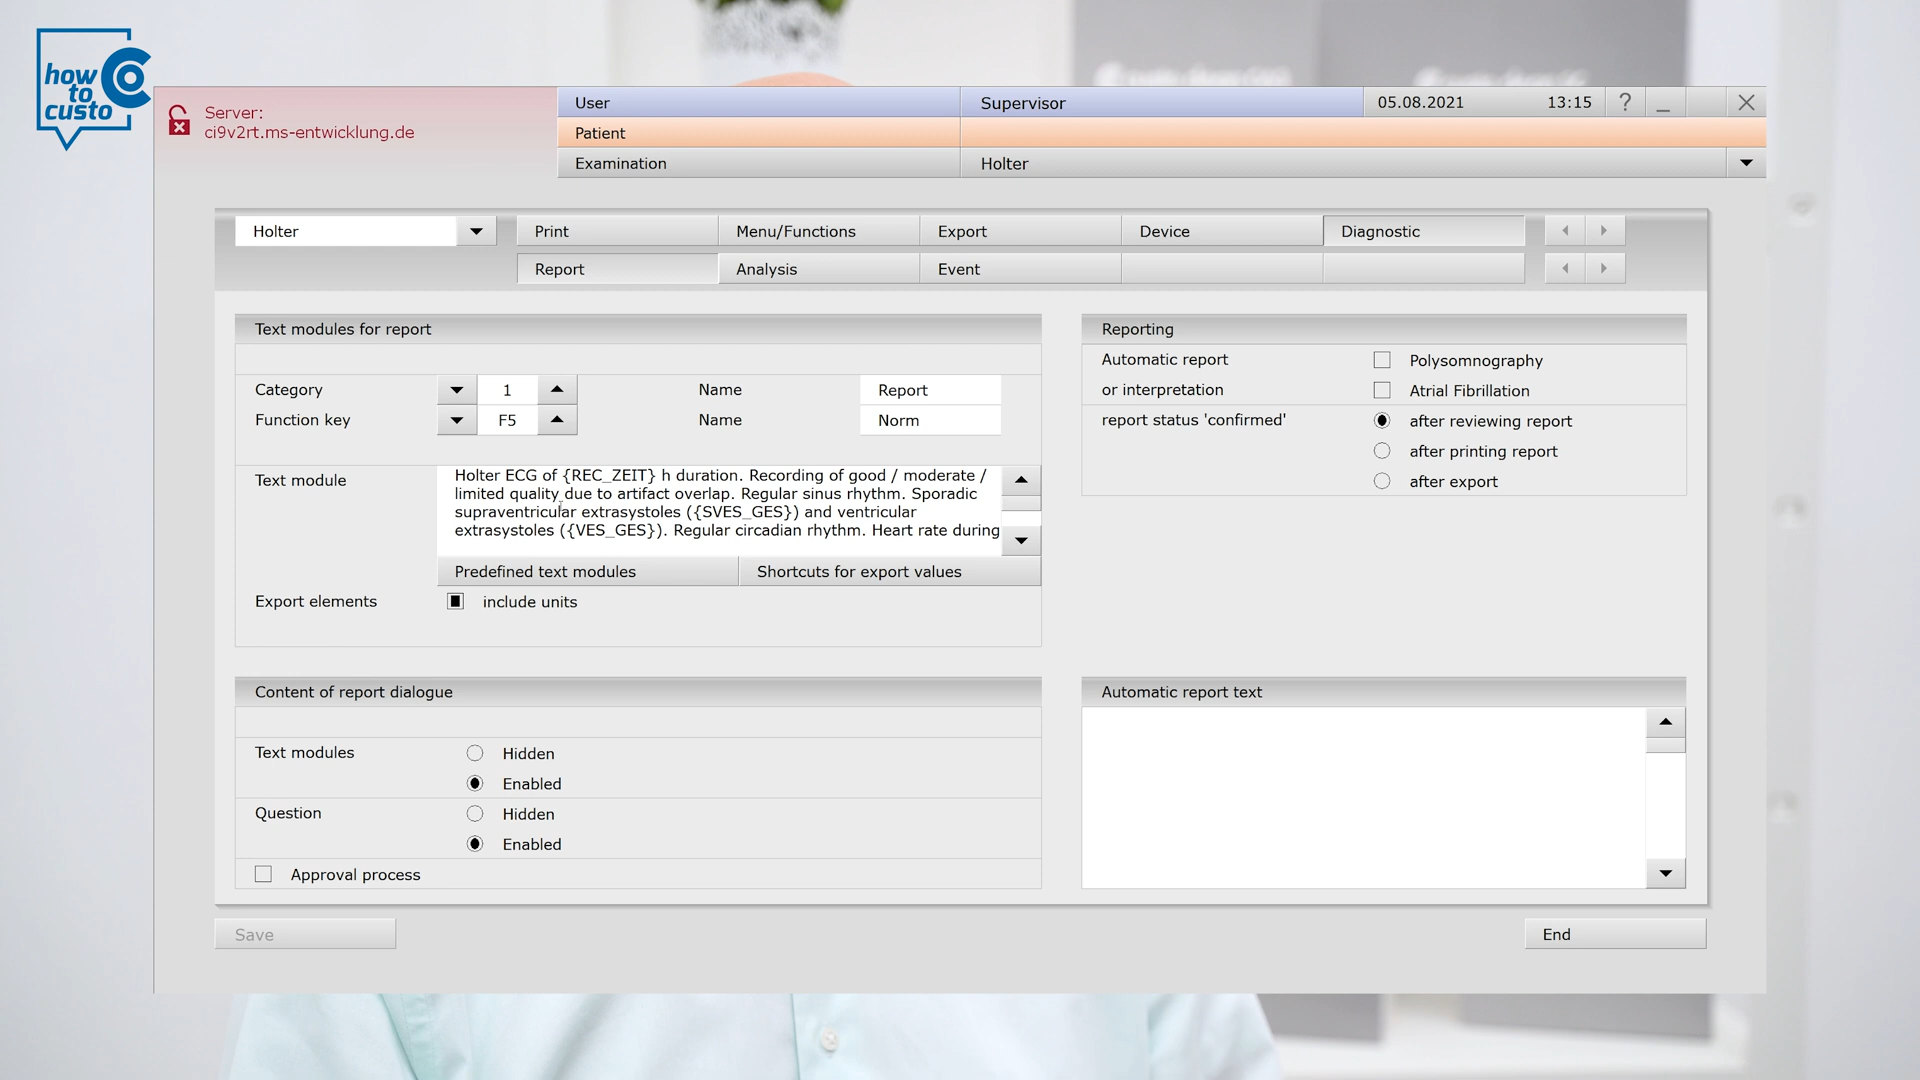 how
to
custo
Server:
ci9v2rt.ms-entwicklung.de
User Supervisor 05.08.2021 13:15 ? _
Patient
Examination Holter
Holter Print Menu/Functions Export Device Diagnostic
Report Analysis Event
Text modules for report
Category 1 Name Report
Function key F5 Name Norm
Text module
Holter ECG of {REC_ZEIT} h duration. Recording of good / moderate /
limited quality due to artifact overlap. Regular sinus rhythm. Sporadic
supraventricular extrasystoles ({SVES_GES}) and ventricular
extrasystoles ({VES_GES}). Regular circadian rhythm. Heart rate during
Predefined text modules Shortcuts for export values
Export elements include units
Reporting
Automatic report Polysomnography
or interpretation Atrial Fibrillation
report status 'confirmed' after reviewing report
after printing report
after export
Content of report dialogue
Text modules Hidden
Enabled
Question Hidden
Enabled
Approval process
Automatic report text
Save End